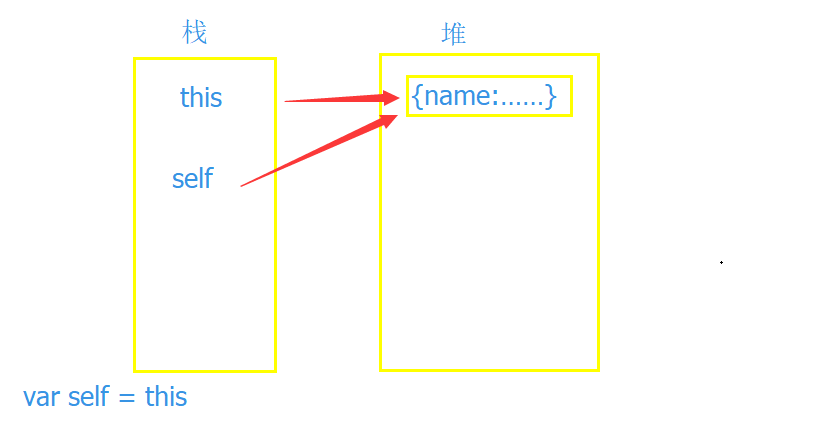 栈
堆
this
{name:......}
self
var self = this